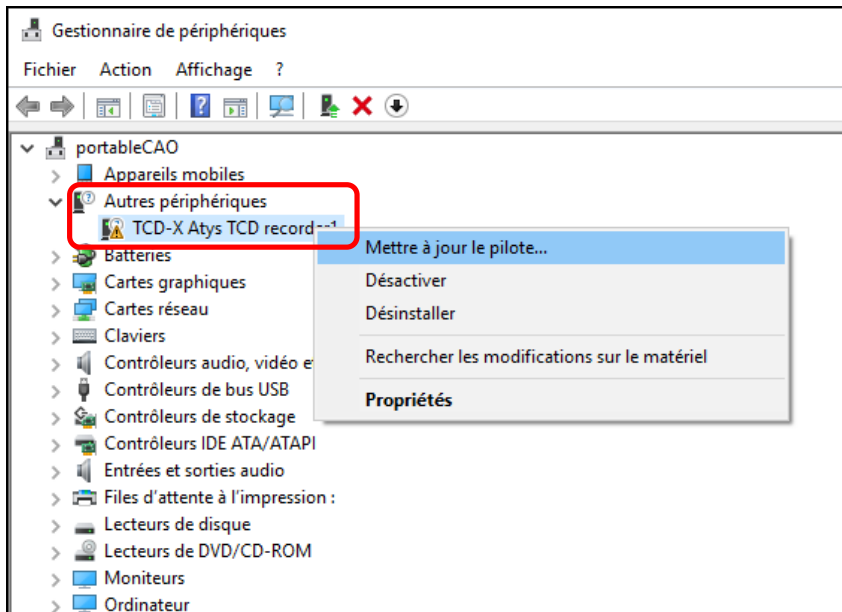 Gestionnaire de périphériques
Fichier Action Affichage ?
portableCAO
Appareils mobiles
Autres périphériques
TCD-X Atys TCD recorder1
Mettre à jour le pilote...
Batteries
Désactiver
Cartes graphiques
Cartes réseau
Désinstaller
Claviers
Contrôleurs audio, vidéo e
Rechercher les modifications sur le matériel
Contrôleurs de bus USB
Propriétés
Contrôleurs de stockage
Contrôleurs IDE ATA/ATAPI
Entrées et sorties audio
Files d'attente à l'impression :
Lecteurs de disque
Lecteurs de DVD/CD-ROM
Moniteurs
Ordinateur